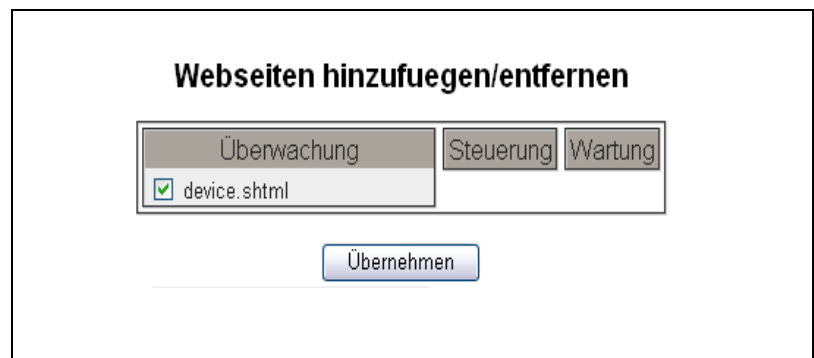 Webseiten hinzufuegen/entfernen
Überwachung Steuerung Wartung
device.shtml
Übernehmen